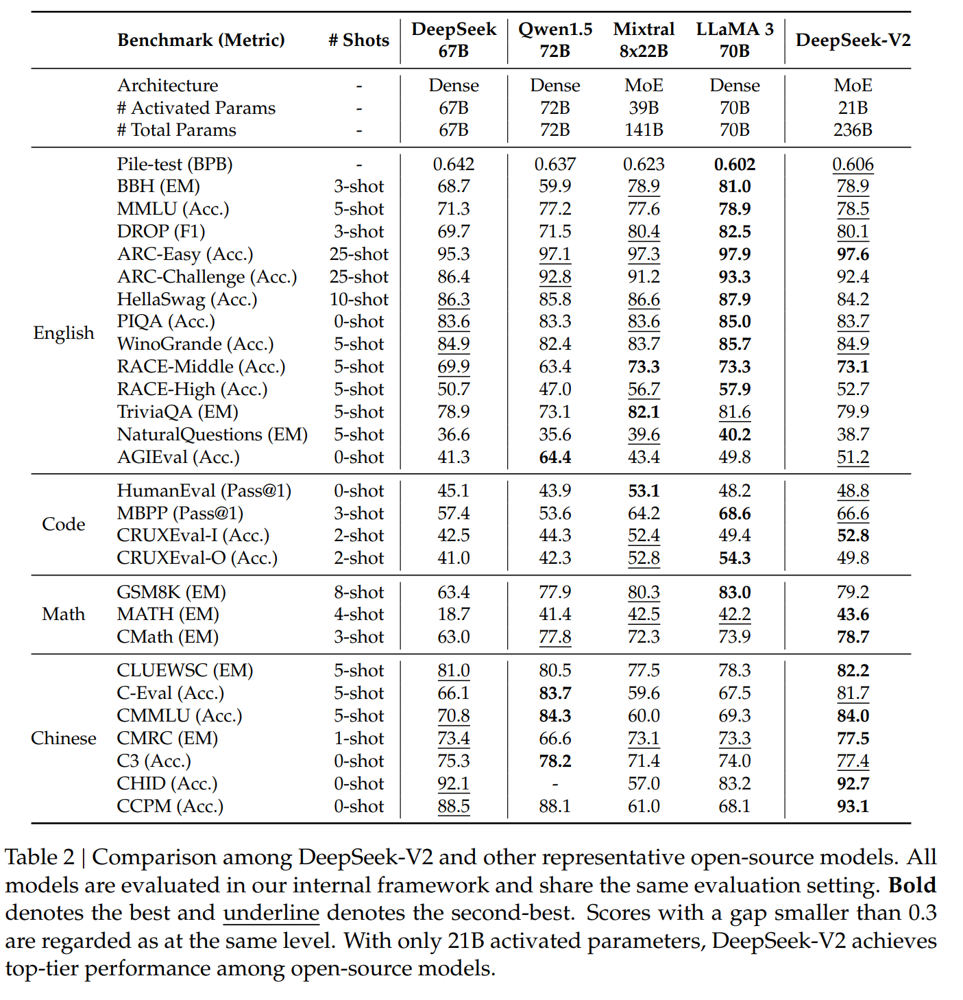 Benchmark (Metric) # Shots DeepSeek 67B Qwen1.5 72B Mixtral 8x22B LLaMA 3 70B DeepSeek-V2
Architecture - Dense Dense MoE Dense MoE
# Activated Params - 67B 72B 39B 70B 21B
# Total Params - 67B 72B 141B 70B 236B
English
Pile-test (BPB) - 0.642 0.637 0.623 0.602 0.606
BBH (EM) 3-shot 68.7 59.9 78.9 81.0 78.9
MMLU (Acc.) 5-shot 71.3 77.2 77.6 78.9 78.5
DROP (F1) 3-shot 69.7 71.5 80.4 82.5 80.1
ARC-Easy (Acc.) 25-shot 95.3 97.1 97.3 97.9 97.6
ARC-Challenge (Acc.) 25-shot 86.4 92.8 91.2 93.3 92.4
HellaSwag (Acc.) 10-shot 86.3 85.8 86.6 87.9 84.2
PIQA (Acc.) 0-shot 83.6 83.3 83.6 85.0 83.7
WinoGrande (Acc.) 5-shot 84.9 82.4 83.7 85.7 84.9
RACE-Middle (Acc.) 5-shot 69.9 63.4 73.3 73.3 73.1
RACE-High (Acc.) 5-shot 50.7 47.0 56.7 57.9 52.7
TriviaQA (EM) 5-shot 78.9 73.1 82.1 81.6 79.9
NaturalQuestions (EM) 5-shot 36.6 35.6 39.6 40.2 38.7
AGIEval (Acc.) 0-shot 41.3 64.4 43.4 49.8 51.2
Code
HumanEval (Pass@1) 0-shot 45.1 43.9 53.1 48.2 48.8
MBPP (Pass@1) 3-shot 57.4 53.6 64.2 68.6 66.6
CRUXEval-I (Acc.) 2-shot 42.5 44.3 52.4 49.4 52.8
CRUXEval-O (Acc.) 2-shot 41.0 42.3 52.8 54.3 49.8
Math
GSM8K (EM) 8-shot 63.4 77.9 80.3 83.0 79.2
MATH (EM) 4-shot 18.7 41.4 42.5 42.2 43.6
CMath (EM) 3-shot 63.0 77.8 72.3 73.9 78.7
Chinese
CLUEWSC (EM) 5-shot 81.0 80.5 77.5 78.3 82.2
C-Eval (Acc.) 5-shot 66.1 83.7 59.6 67.5 81.7
CMMLU (Acc.) 5-shot 70.8 84.3 60.0 69.3 84.0
CMRC (EM) 1-shot 73.4 66.6 73.1 73.3 77.5
C3 (Acc.) 0-shot 75.3 78.2 71.4 74.0 77.4
CHID (Acc.) 0-shot 92.1 - 57.0 83.2 92.7
CCPM (Acc.) 0-shot 88.5 88.1 61.0 68.1 93.1
Table 2 | Comparison among DeepSeek-V2 and other representative open-source models. All
models are evaluated in our internal framework and share the same evaluation setting. Bold
denotes the best and underline denotes the second-best. Scores with a gap smaller than 0.3
are regarded as at the same level. With only 21B activated parameters, DeepSeek-V2 achieves
top-tier performance among open-source models.